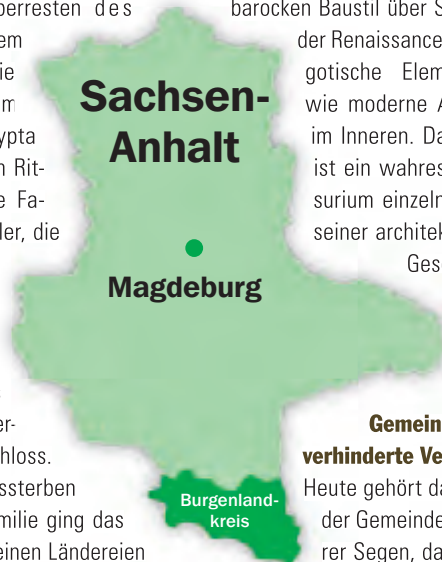 berresten des
em
ie
m
ypta
n Rit-
e Fa-
ler, die
er-
hloss.
ssterben
milie ging das
einen Ländereien
Sachsen-
Anhalt
Magdeburg
Burgenland-
kreis
barocken Baustil über S
der Renaissance
gotische Elem
wie moderne A
im Inneren. Da
ist ein wahres
surium einzeln
seiner architek
Ges
Gemein
verhinderte Ve
Heute gehört da
der Gemeinde
rer Segen, da